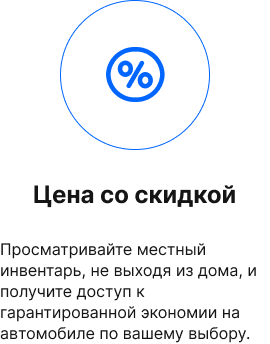 %
Цена со скидкой
Просматривайте местный
инвентарь, не выходя из дома, и
получите доступ к
гарантированной экономии на
автомобиле по вашему выбору.